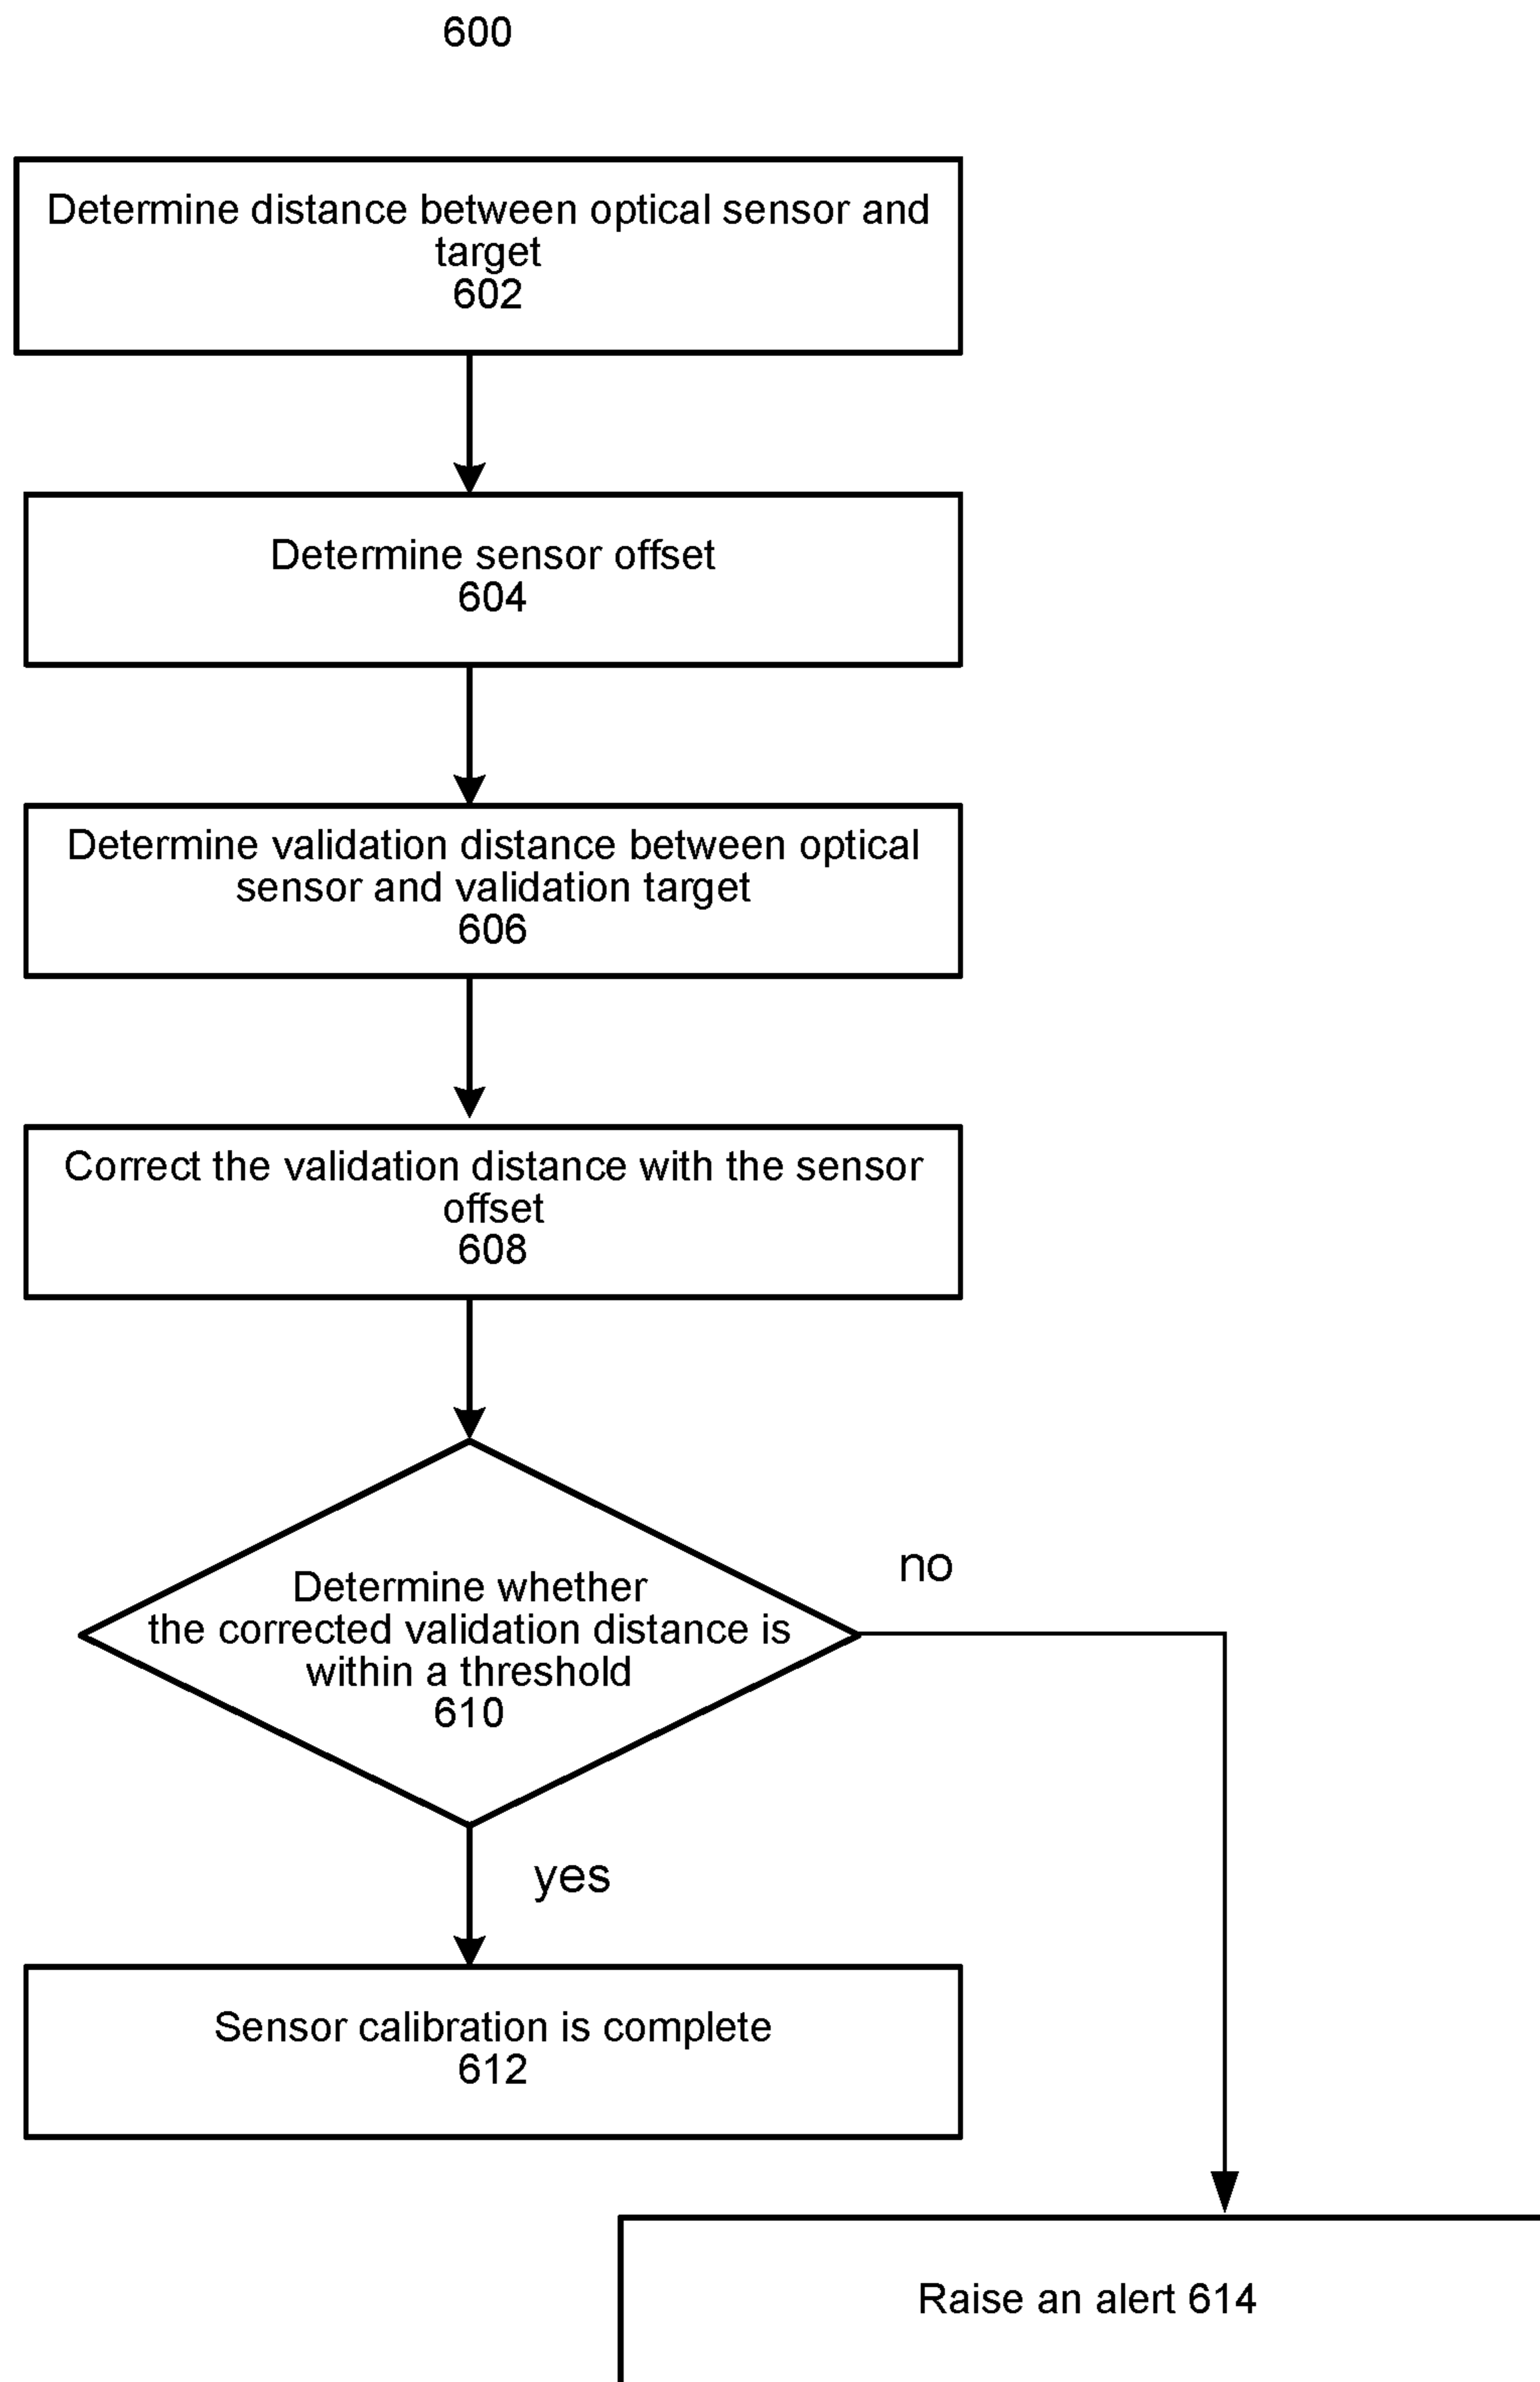 600
Determine distance between optical sensor and
target
602
Determine sensor offset
604
Determine validation distance between optical
sensor and validation target
606
Correct the validation distance with the sensor
offset
608
Determine whether
the corrected validation distance is
within a threshold
610
no
yes
Sensor calibration is complete
612
Raise an alert 614